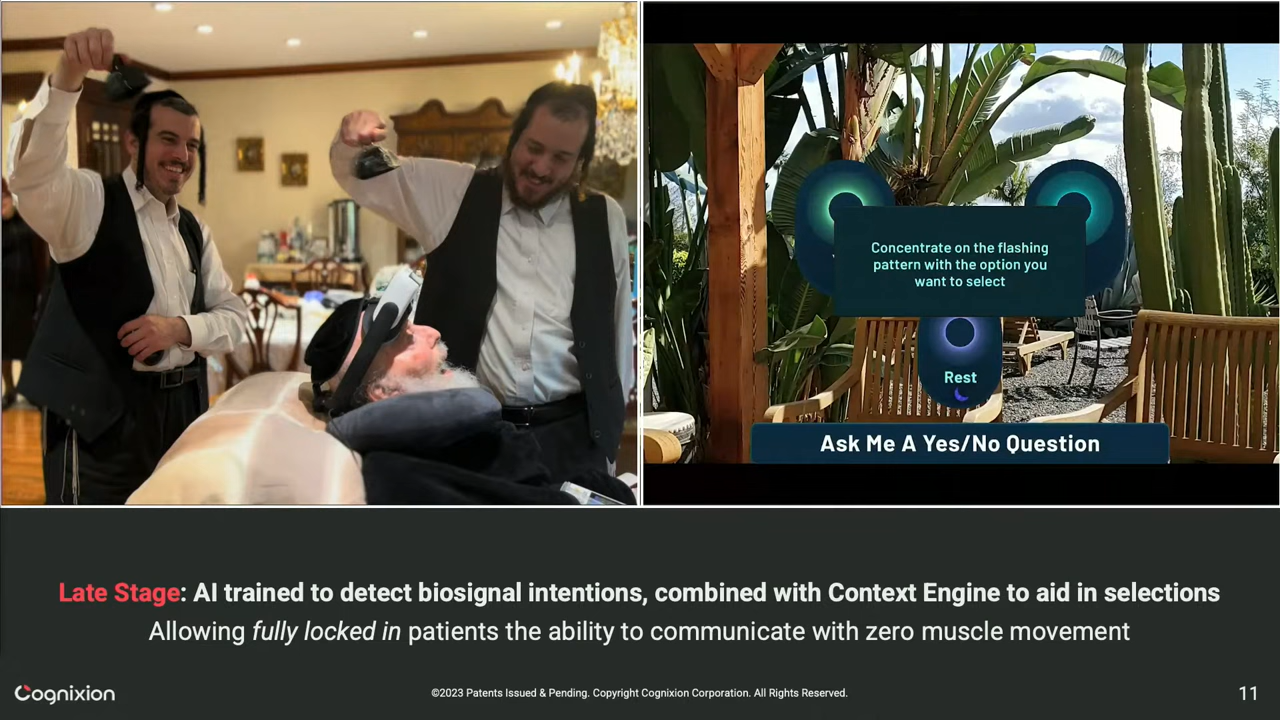 Concentrate on the flashing
pattern with the option you
want to select
Rest
Ask Me A Yes/No Question
Late Stage: AI trained to detect biosignal intentions, combined with Context Engine to aid in selections
Allowing fully locked in patients the ability to communicate with zero muscle movement
Cognixion
©2023 Patents Issued & Pending. Copyright Cognixion Corporation. All Rights Reserved.
11